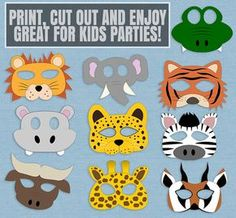 PRINT, CUT OUT AND ENJOY
GREAT FOR KIDS PARTIES!